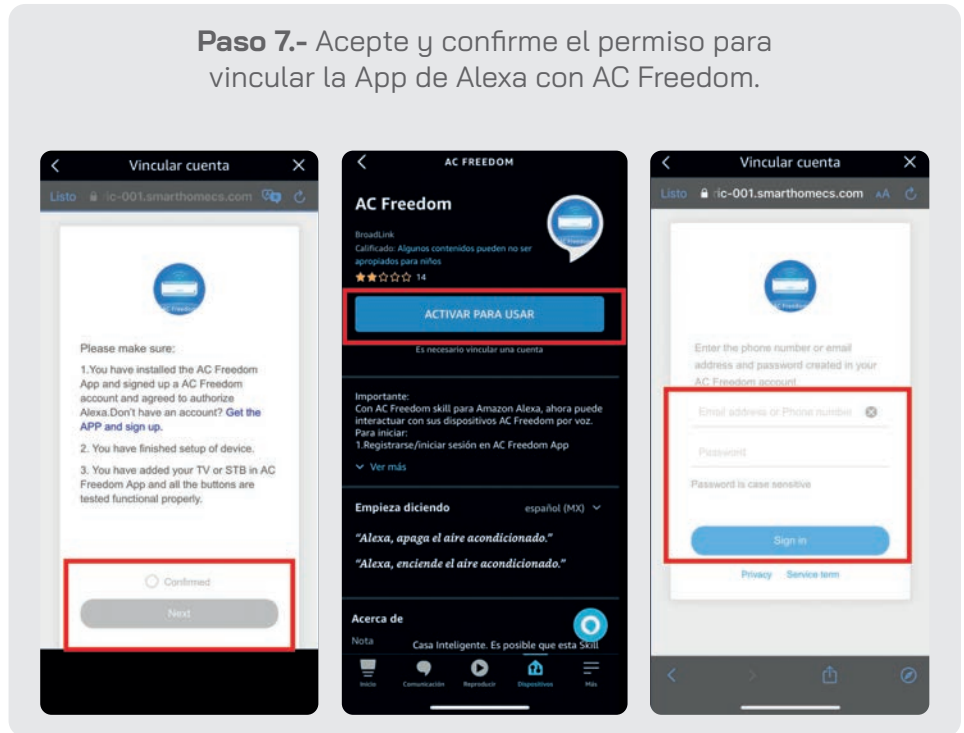 Paso 7.- Acepte y confirme el permiso para
vincular la App de Alexa con AC Freedom.
Vincular cuenta
Listo ric-001.smarthomecs.com
AC Freedom
Please make sure:
1.You have installed the AC Freedom
App and signed up a AC Freedom
account and agreed to authorize
Alexa.Don't have an account? Get the
APP and sign up.
2. You have finished setup of device.
3. You have added your TV or STB in AC
Freedom App and all the buttons are
tested functional properly.
Confirmed
Next
AC FREEDOM
AC Freedom
BroadLink
Calificado: Algunos contenidos pueden no ser
apropiados para niños
14
AC Freedom
ACTIVAR PARA USAR
Es necesario vincular una cuenta
Importante:
Con AC Freedom skill para Amazon Alexa, ahora puede
interactuar con sus dispositivos AC Freedom por voz.
Para iniciar:
1.Registrarse/iniciar sesión en AC Freedom App
Ver más
Empieza diciendo español (MX)
"Alexa, apaga el aire acondicionado."
"Alexa, enciende el aire acondicionado."
Acerca de
Nota Casa Inteligente. Es posible que esta Skill
Inicio Comunicación Reproducir Dispositivos Más
Vincular cuenta
Listo ric-001.smarthomecs.com AA
AC Freedom
Enter the phone number or email
address and password created in your
AC Freedom account
Email address or Phone number
Password
Password is case sensitive
Sign in
Privacy Service term